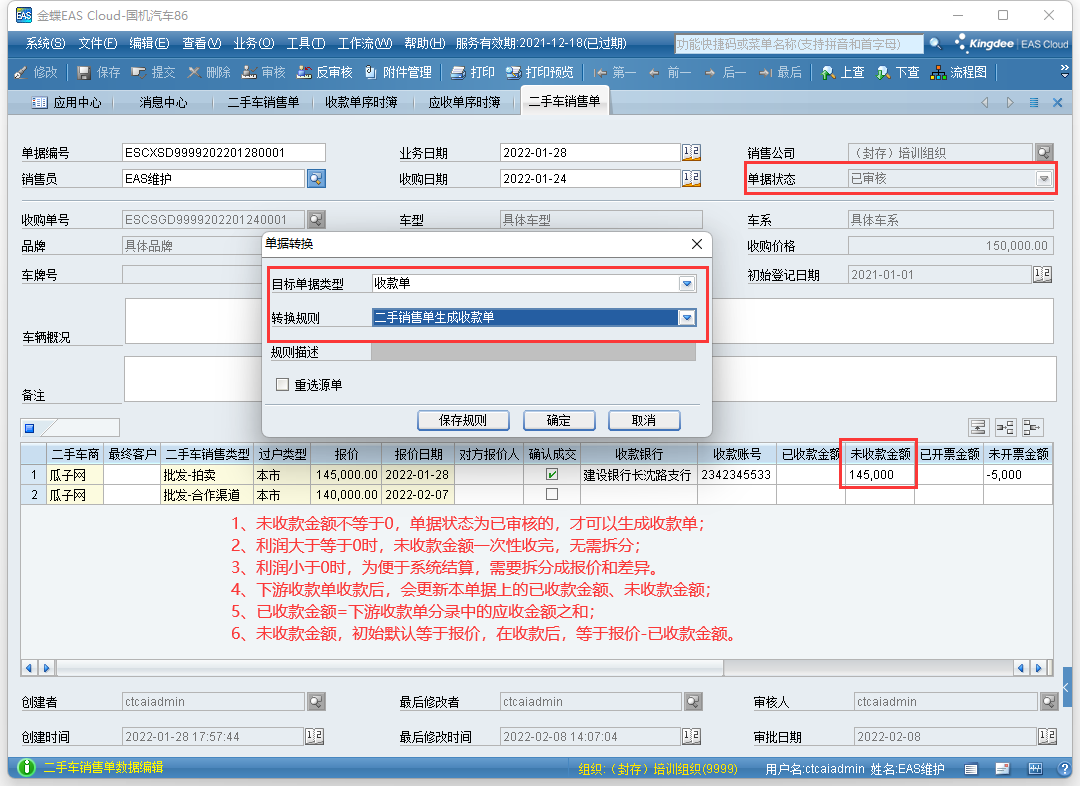 金蝶EAS Cloud-国机汽车86
系统(S) 文件(F) 编辑(E) 查看(V) 业务(O) 工具(T) 工作流(W) 帮助(H) 服务有效期:2021-12-18(已过期) 功能快捷码或菜单名称(支持拼音和首字母) Kingdee EAS Cloud
修改 保存 提交 删除 审核 反审核 附件管理 打印 打印预览 第一 前一 后一 最后 上查 下查 流程图
应用中心 消息中心 二手车销售单 收款单序时簿 应收单序时簿 二手车销售单
单据编号 ESCXSD9999202201280001 业务日期 2022-01-28 销售公司 （封存）培训组织
销售员 EAS维护 收购日期 2022-01-24 单据状态 已审核
收购单号 ESCSGD9999202201240001 车型 具体车型 车系 具体车系
品牌 具体品牌 收购价格 150,000.00
车牌号 初始登记日期 2021-01-01
车辆概况
备注
单据转换
目标单据类型 收款单
转换规则 二手销售单生成收款单
规则描述
重选源单
保存规则 确定 取消
二手车商 最终客户 二手车销售类型 过户类型 报价 报价日期 对方报价人 确认成交 收款银行 收款账号 已收款金额 未收款金额 已开票金额 未开票金额
1 瓜子网 批发-拍卖 本市 145,000.00 2022-01-28 建设银行长沈路支行 2342345533 145,000 -5,000
2 瓜子网 批发-合作渠道 本市 140,000.00 2022-02-07
1、未收款金额不等于0，单据状态为已审核的，才可以生成收款单；
2、利润大于等于0时，未收款金额一次性收完，无需拆分；
3、利润小于0时，为便于系统结算，需要拆分成报价和差异。
4、下游收款单收款后，会更新本单据上的已收款金额、未收款金额；
5、已收款金额=下游收款单分录中的应收金额之和；
6、未收款金额，初始默认等于报价，在收款后，等于报价-已收款金额。
创建者 ctcaiadmin 最后修改者 ctcaiadmin 审核人 ctcaiadmin
创建时间 2022-01-28 17:57:44 最后修改时间 2022-02-08 14:07:04 审批日期 2022-02-08
二手车销售单数据编辑 组织:（封存）培训组织(9999) 用户名:ctcaiadmin 姓名:EAS维护